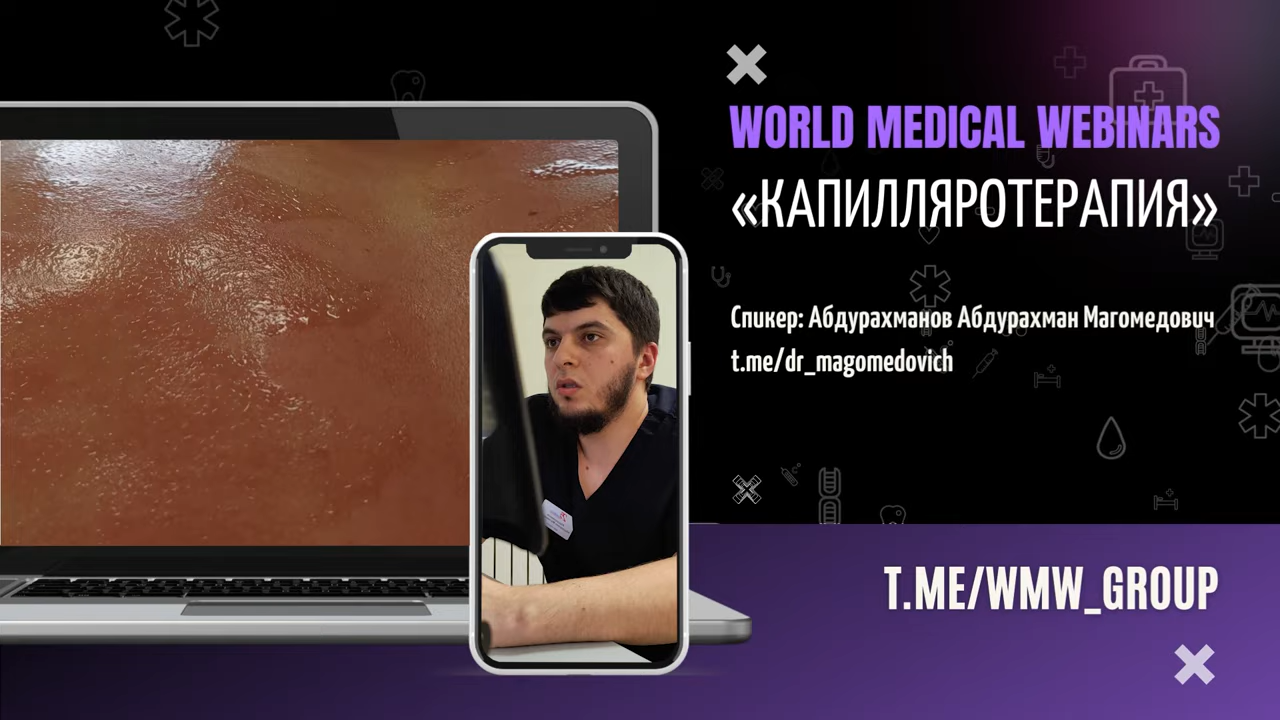 WORLD MEDICAL WEBINARS
«КАПИЛЛЯРОТЕРАПИЯ»
Спикер: Абдурахманов Абдурахман Магомедович
t.me/dr_magomedovich
T.ME/WMW_GROUP